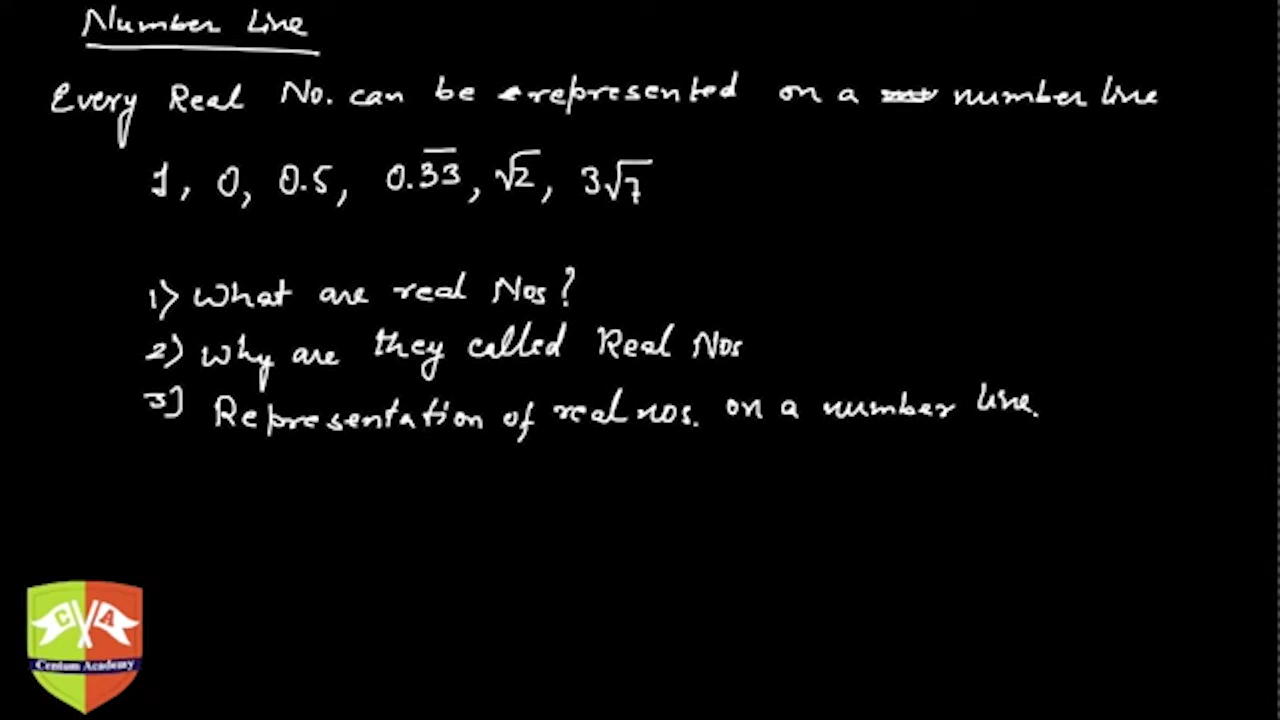 Number Line
Every Real No. can be represented on a number line
1, 0, 0.5, 0.3̅3̅, √2, 3√7
1) What are real Nos?
2) Why are they called Real Nos
3) Representation of real nos. on a number line.
C A
Centum Academy